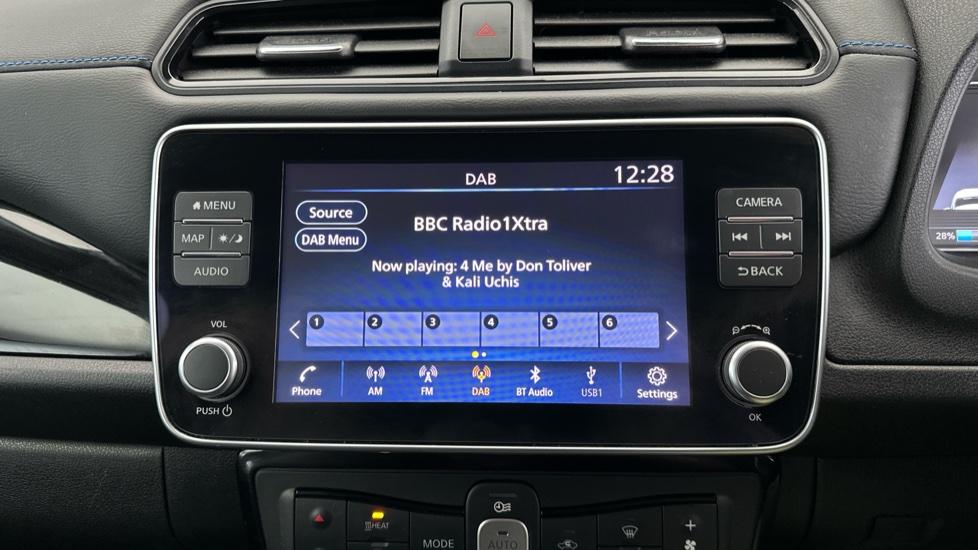 DAB
12:28
Source
BBC Radio1Xtra
DAB Menu
Now playing: 4 Me by Don Toliver
& Kali Uchis
1 2 3 4 5 6
Phone
AM
FM
DAB
BT Audio
USB1
Settings
MENU
MAP
AUDIO
VOL
PUSH
CAMERA
BACK
OK
28%
HEAT
MODE
AUTO
+